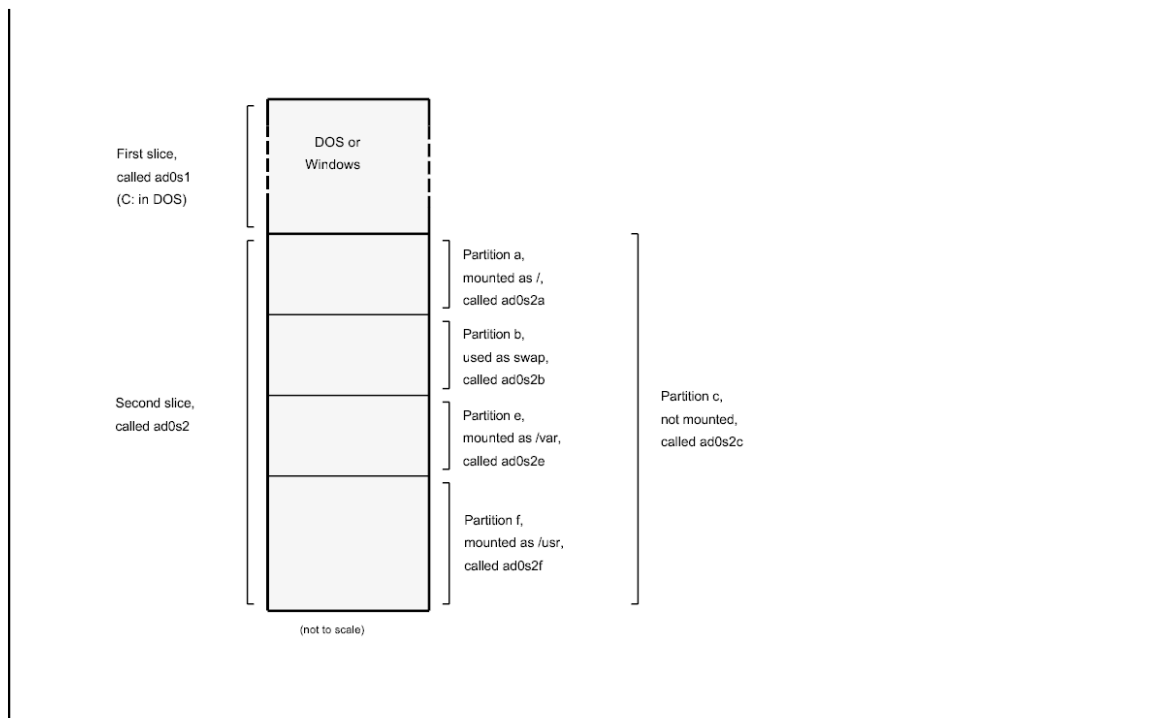 DOS or
Windows
First slice,
called ad0s1
(C: in DOS)
Partition a,
mounted as /,
called ad0s2a
Partition b,
used as swap,
called ad0s2b
Partition e,
mounted as /var,
called ad0s2e
Partition f,
mounted as /usr,
called ad0s2f
Second slice,
called ad0s2
Partition c,
not mounted,
called ad0s2c
(not to scale)